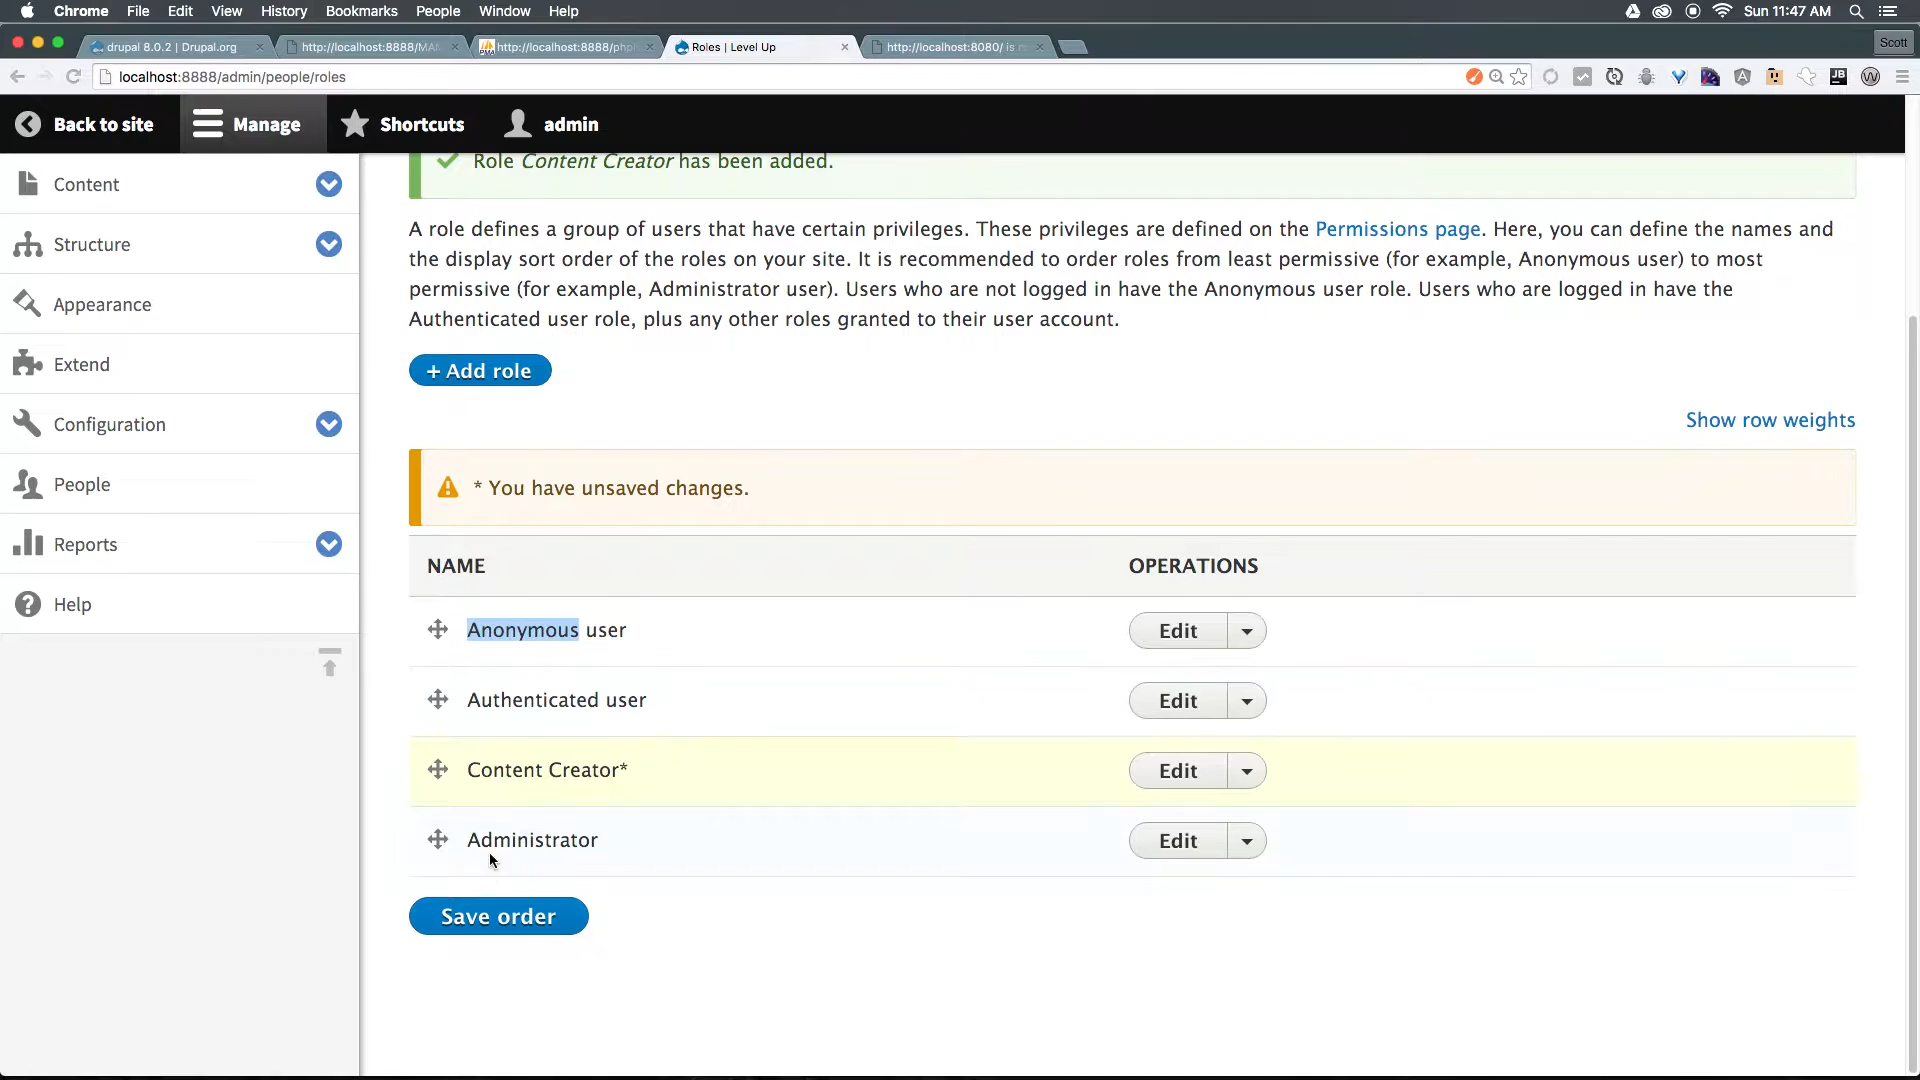 Chrome File Edit View History Bookmarks People Window Help Sun 11:47 AM
drupal 8.0.2 | Drupal.org http://localhost:8888/MA http://localhost:8888/php Roles | Level Up http://localhost:8080/ is Scott
localhost:8888/admin/people/roles
Back to site Manage Shortcuts admin
Content
Structure
Appearance
Extend
Configuration
People
Reports
Help
Role Content Creator has been added.
A role defines a group of users that have certain privileges. These privileges are defined on the Permissions page. Here, you can define the names and
the display sort order of the roles on your site. It is recommended to order roles from least permissive (for example, Anonymous user) to most
permissive (for example, Administrator user). Users who are not logged in have the Anonymous user role. Users who are logged in have the
Authenticated user role, plus any other roles granted to their user account.
+ Add role
Show row weights
* You have unsaved changes.
NAME OPERATIONS
Anonymous user Edit
Authenticated user Edit
Content Creator* Edit
Administrator Edit
Save order